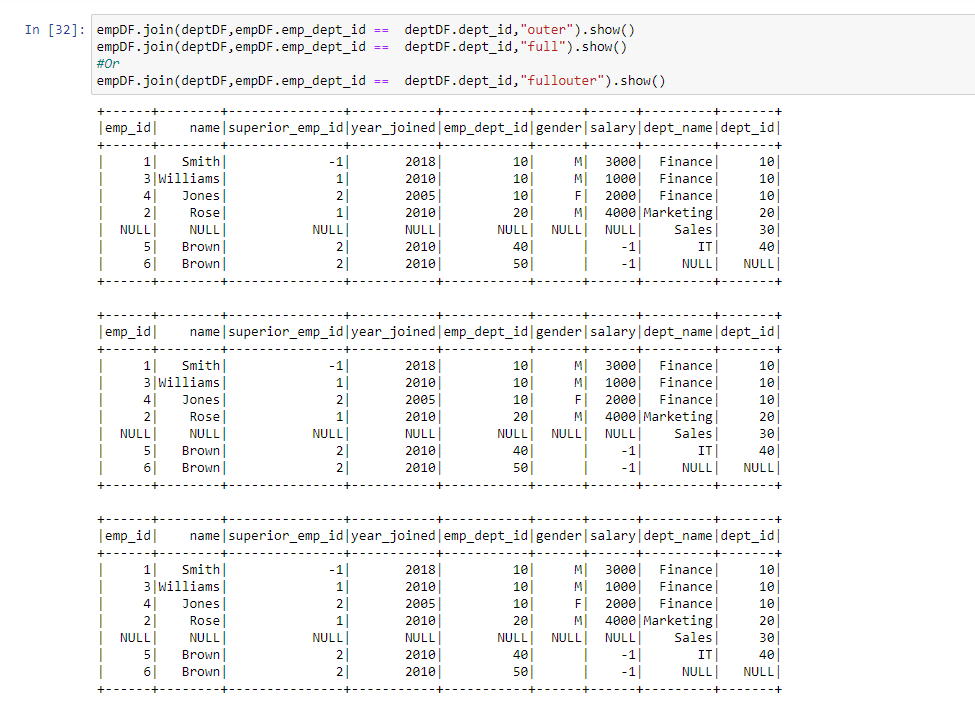 In [32]: empDF.join(deptDF,empDF.emp_dept_id ==  deptDF.dept_id,"outer").show()
empDF.join(deptDF,empDF.emp_dept_id ==  deptDF.dept_id,"full").show()
#Or
empDF.join(deptDF,empDF.emp_dept_id ==  deptDF.dept_id,"fullouter").show()
+------+--------+---------------+-----------+-----------+------+------+---------+-------+
|emp_id|    name|superior_emp_id|year_joined|emp_dept_id|gender|salary|dept_name|dept_id|
+------+--------+---------------+-----------+-----------+------+------+---------+-------+
|     1|   Smith|             -1|       2018|         10|     M|  3000|  Finance|     10|
|     3|Williams|              1|       2010|         10|     M|  1000|  Finance|     10|
|     4|   Jones|              2|       2005|         10|     F|  2000|  Finance|     10|
|     2|    Rose|              1|       2010|         20|     M|  4000|Marketing|     20|
|  NULL|    NULL|           NULL|       NULL|       NULL|  NULL|  NULL|    Sales|     30|
|     5|   Brown|              2|       2010|         40|      |    -1|       IT|     40|
|     6|   Brown|              2|       2010|         50|      |    -1|     NULL|   NULL|
+------+--------+---------------+-----------+-----------+------+------+---------+-------+
+------+--------+---------------+-----------+-----------+------+------+---------+-------+
|emp_id|    name|superior_emp_id|year_joined|emp_dept_id|gender|salary|dept_name|dept_id|
+------+--------+---------------+-----------+-----------+------+------+---------+-------+
|     1|   Smith|             -1|       2018|         10|     M|  3000|  Finance|     10|
|     3|Williams|              1|       2010|         10|     M|  1000|  Finance|     10|
|     4|   Jones|              2|       2005|         10|     F|  2000|  Finance|     10|
|     2|    Rose|              1|       2010|         20|     M|  4000|Marketing|     20|
|  NULL|    NULL|           NULL|       NULL|       NULL|  NULL|  NULL|    Sales|     30|
|     5|   Brown|              2|       2010|         40|      |    -1|       IT|     40|
|     6|   Brown|              2|       2010|         50|      |    -1|     NULL|   NULL|
+------+--------+---------------+-----------+-----------+------+------+---------+-------+
+------+--------+---------------+-----------+-----------+------+------+---------+-------+
|emp_id|    name|superior_emp_id|year_joined|emp_dept_id|gender|salary|dept_name|dept_id|
+------+--------+---------------+-----------+-----------+------+------+---------+-------+
|     1|   Smith|             -1|       2018|         10|     M|  3000|  Finance|     10|
|     3|Williams|              1|       2010|         10|     M|  1000|  Finance|     10|
|     4|   Jones|              2|       2005|         10|     F|  2000|  Finance|     10|
|     2|    Rose|              1|       2010|         20|     M|  4000|Marketing|     20|
|  NULL|    NULL|           NULL|       NULL|       NULL|  NULL|  NULL|    Sales|     30|
|     5|   Brown|              2|       2010|         40|      |    -1|       IT|     40|
|     6|   Brown|              2|       2010|         50|      |    -1|     NULL|   NULL|
+------+--------+---------------+-----------+-----------+------+------+---------+-------+